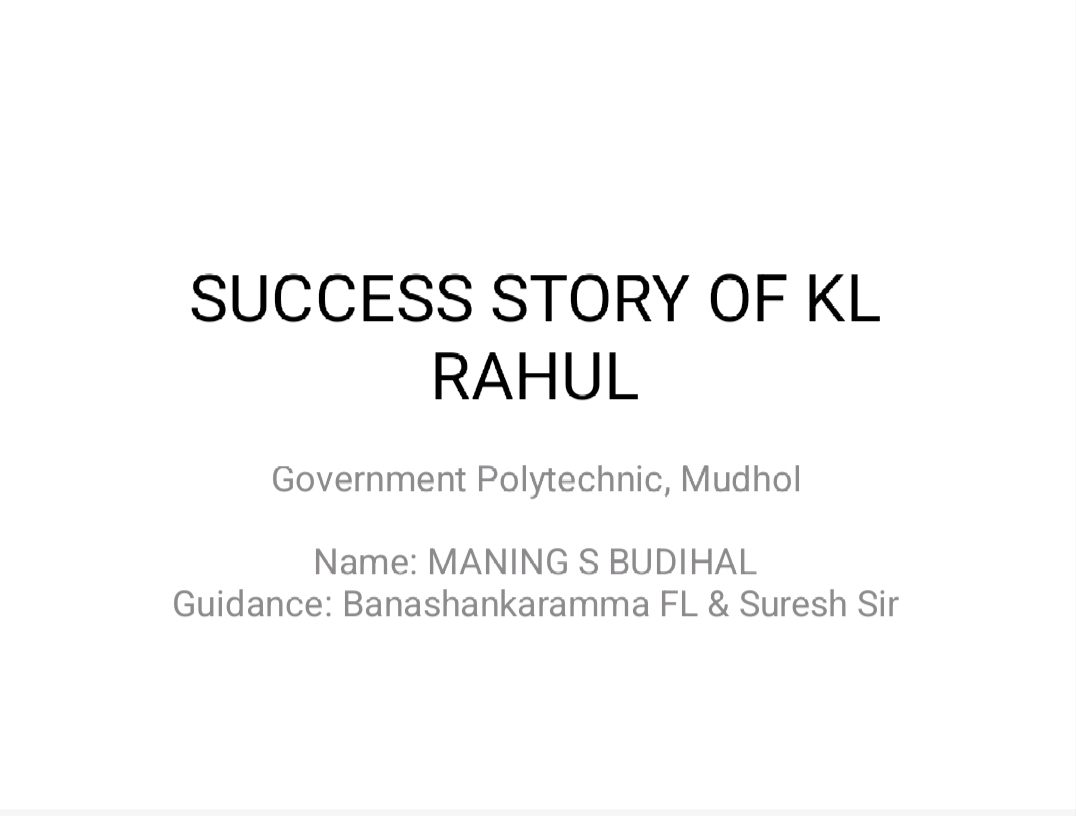 SUCCESS STORY OF KL
RAHUL
Government Polytechnic, Mudhol
Name: MANING S BUDIHAL
Guidance: Banashankaramma FL & Suresh Sir